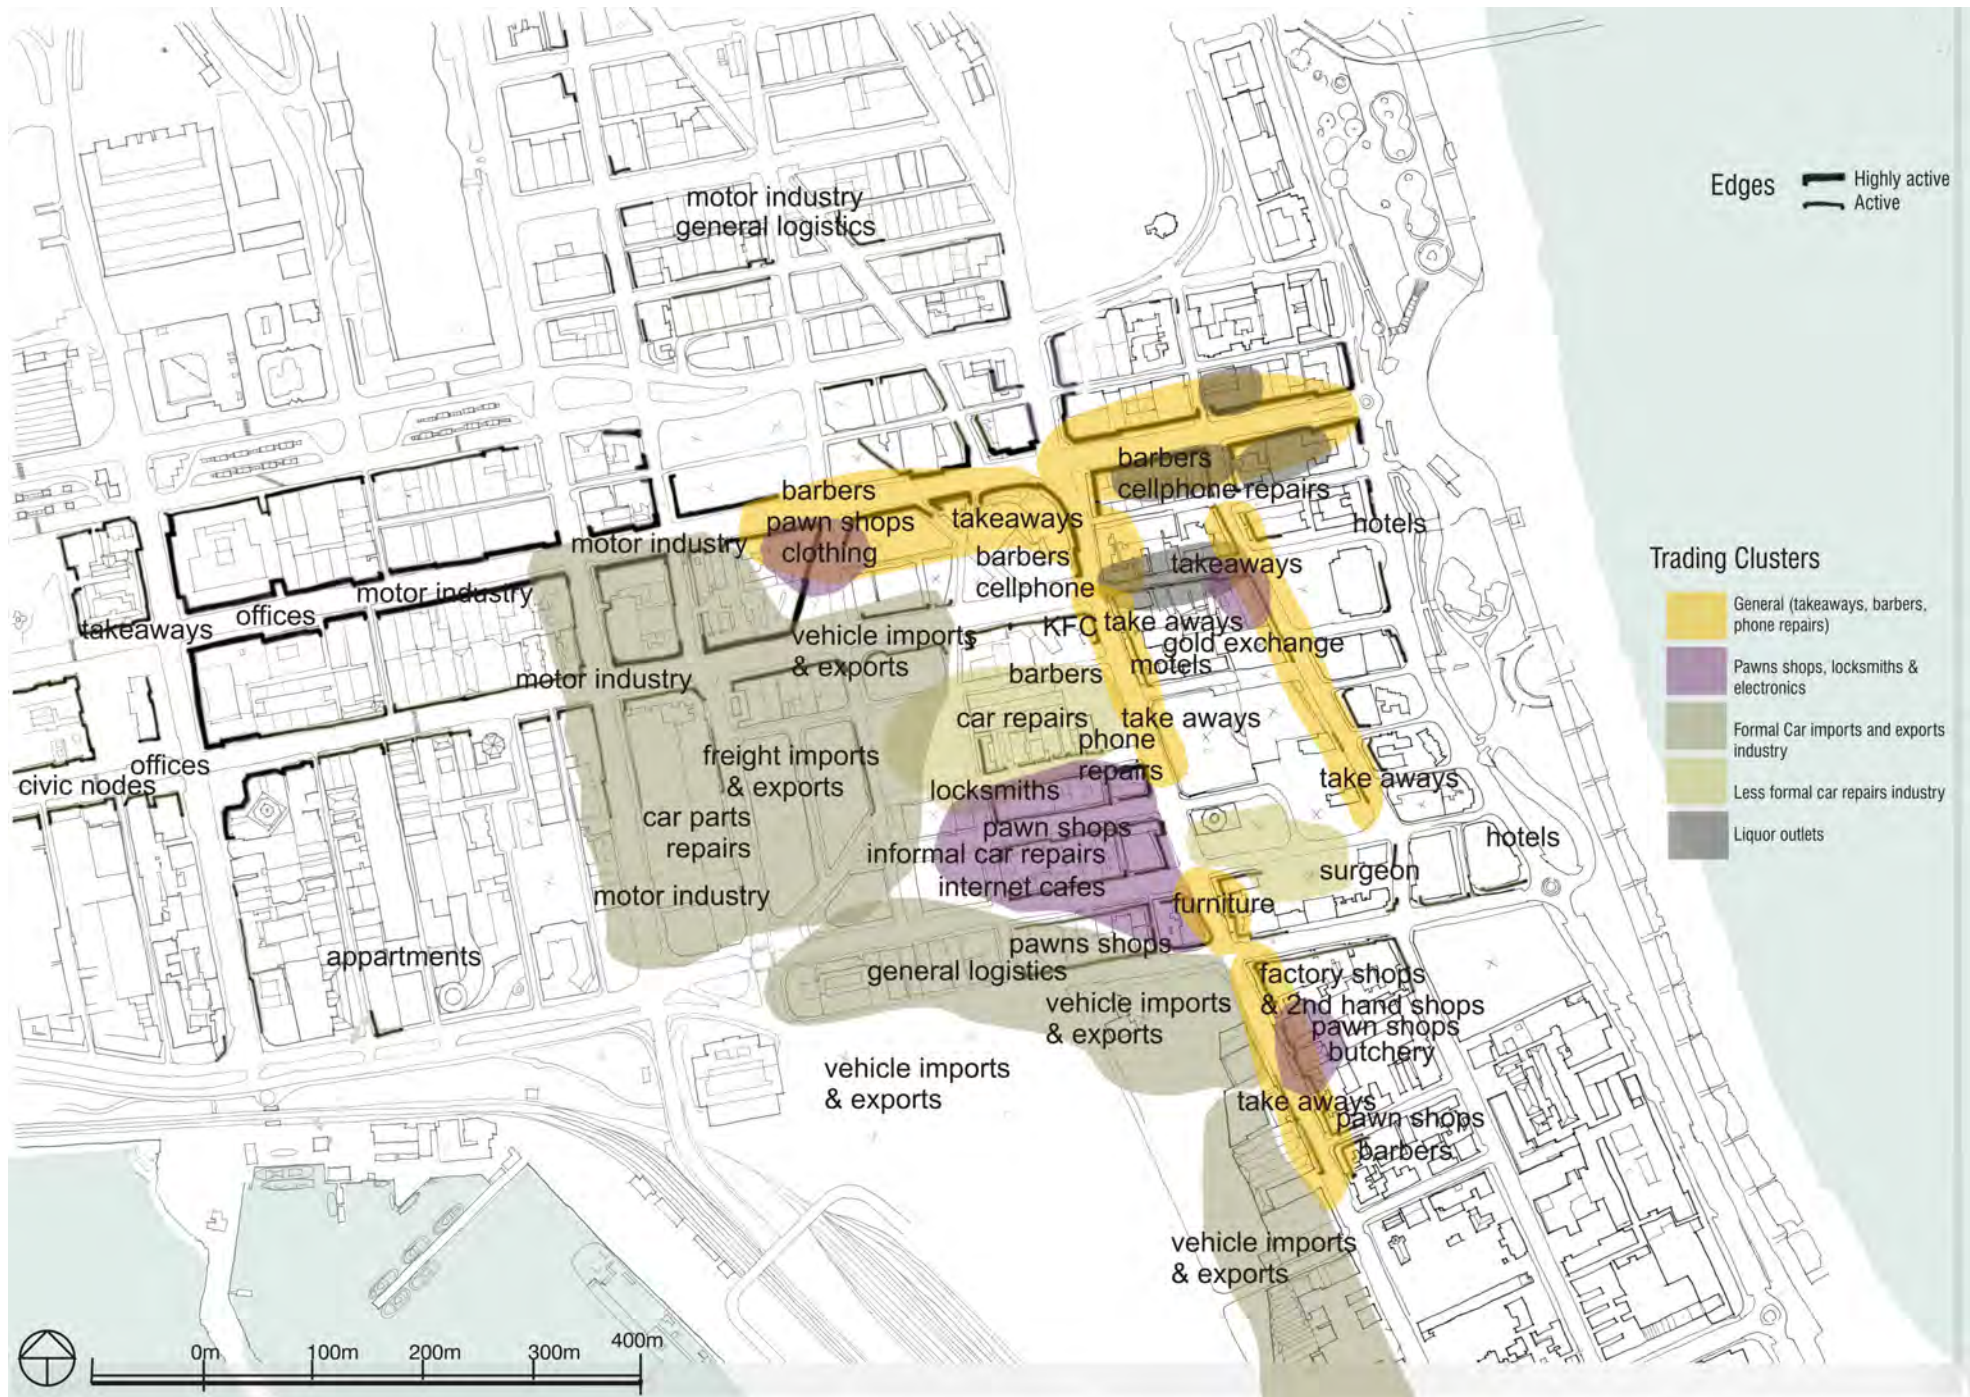 motor industry
general logistics
Edges
Highly active
Active
barbers
cellphone repairs
barbers
pawn shops
clothing
takeaways
hotels
motor industry
barbers
cellphone
takeaways
motor industry
offices
takeaways
vehicle imports
& exports
KFC
take aways
gold exchange
motels
motor industry
barbers
car repairs
take aways
phone
repairs
freight imports
& exports
offices
civic nodes
locksmiths
take aways
car parts
repairs
pawn shops
informal car repairs
internet cafes
hotels
surgeon
motor industry
furniture
appartments
pawns shops
general logistics
factory shops
& 2nd hand shops
pawn shops
butchery
vehicle imports
& exports
vehicle imports
& exports
take aways
pawn shops
barbers
vehicle imports
& exports
Trading Clusters
General (takeaways, barbers,
phone repairs)
Pawns shops, locksmiths &
electronics
Formal Car imports and exports
industry
Less formal car repairs industry
Liquor outlets
0m
100m
200m
300m
400m